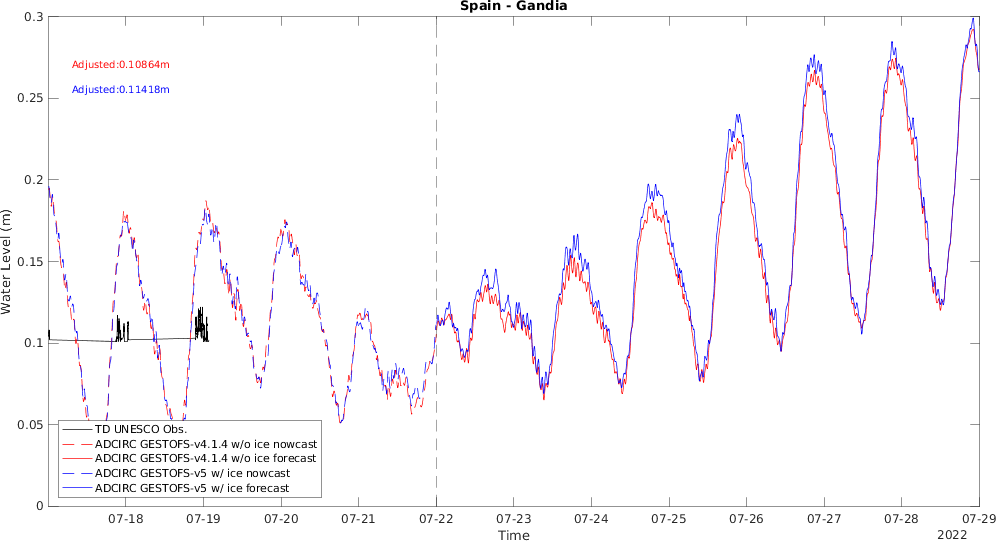 Spain - Gandia
0.3
0.25
0.2
0.15
0.1
0.05
0
Water Level (m)
Adjusted:0.10864m
Adjusted:0.11418m
TD UNESCO Obs.
ADCIRC GESTOFS-v4.1.4 w/o ice nowcast
ADCIRC GESTOFS-v4.1.4 w/o ice forecast
ADCIRC GESTOFS-v5 w/ ice nowcast
ADCIRC GESTOFS-v5 w/ ice forecast
07-18 07-19 07-20 07-21 07-22 07-23 07-24 07-25 07-26 07-27 07-28 07-29
Time
2022